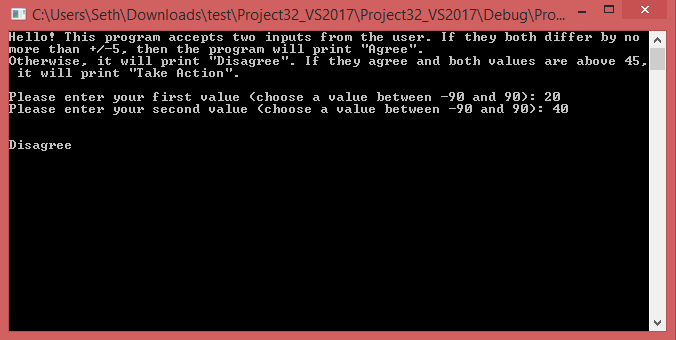 C:\Users\Seth\Downloads\test\Project32_VS2017\Project32_VS2017\Debug\Pro...
Hello! This program accepts two inputs from the user. If they both differ by no
more than +/-5, then the program will print "Agree".
Otherwise, it will print "Disagree". If they agree and both values are above 45,
it will print "Take Action".
Please enter your first value (choose a value between -90 and 90): 20
Please enter your second value (choose a value between -90 and 90): 40
Disagree